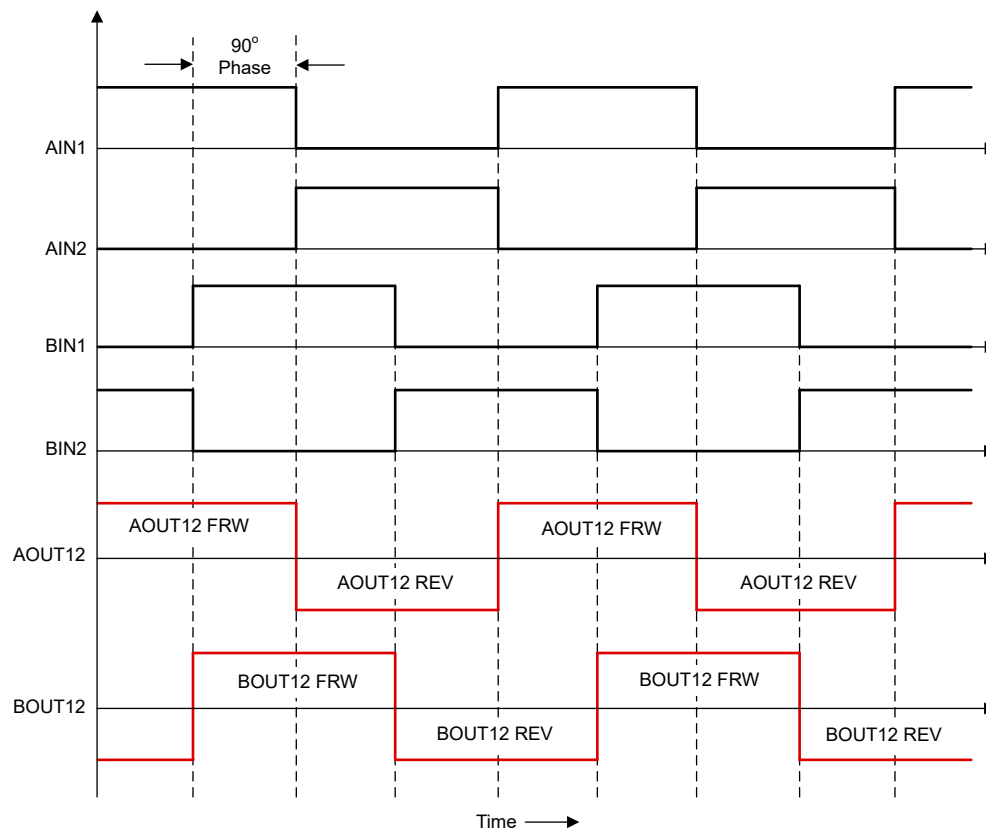 90o
Phase
AIN1
AIN2
BIN1
BIN2
AOUT12 FRW
AOUT12 FRW
AOUT12
AOUT12 REV
AOUT12 REV
BOUT12 FRW
BOUT12 FRW
BOUT12
BOUT12 REV
BOUT12 REV
Time